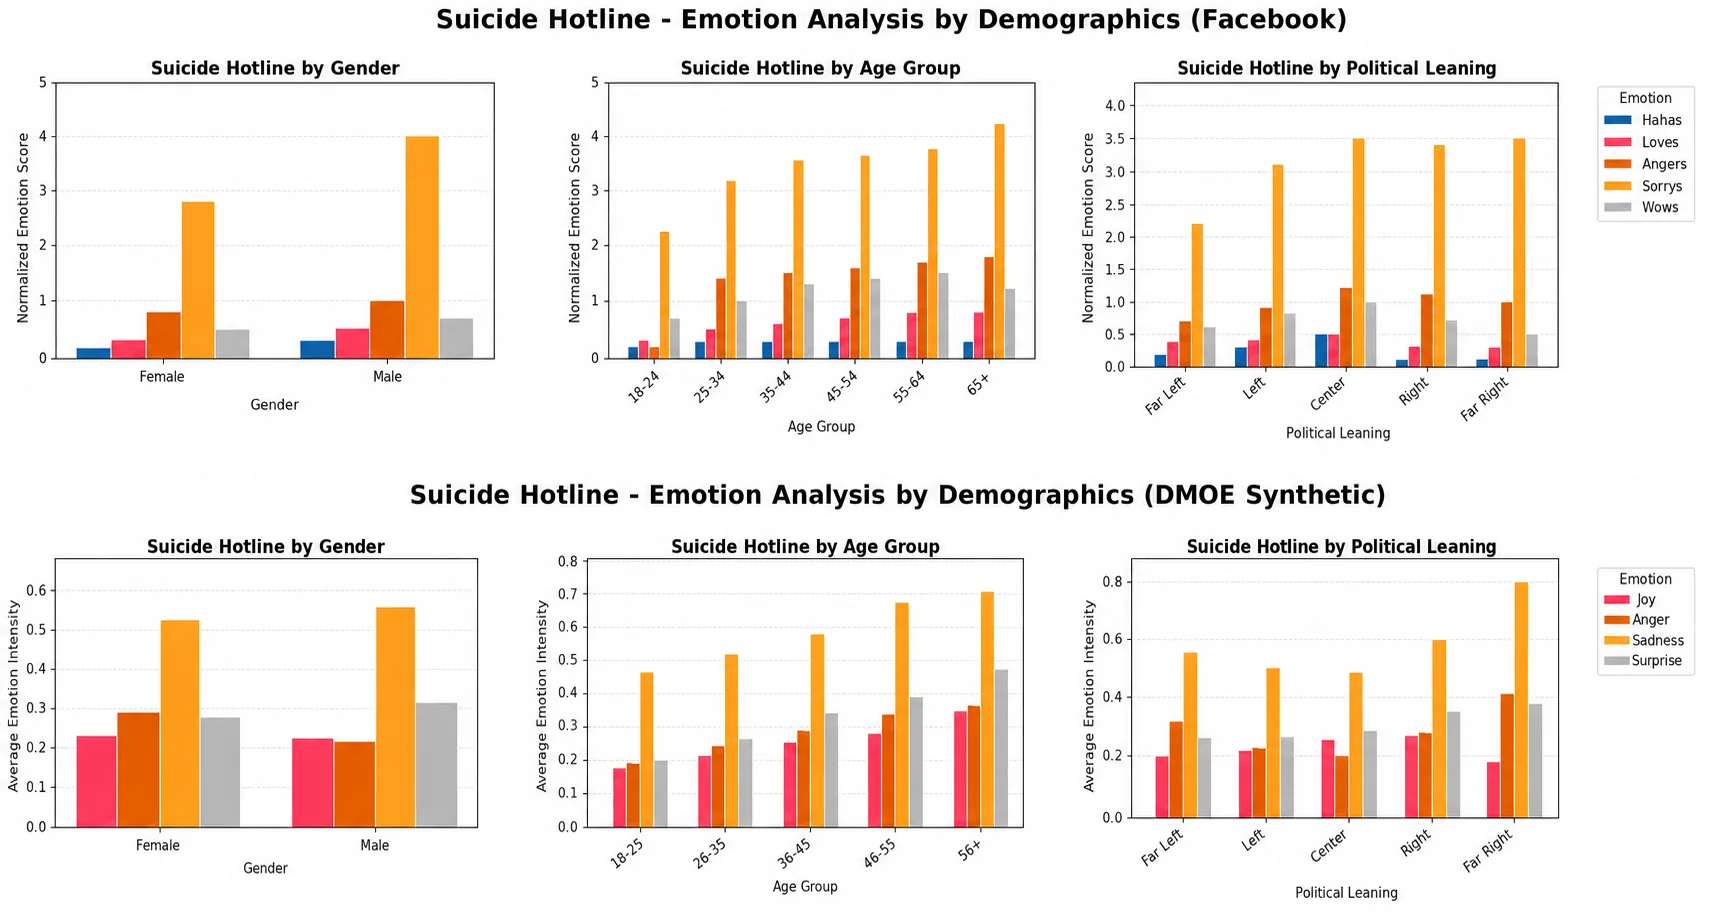 Suicide Hotline - Emotion Analysis by Demographics (Facebook)
Suicide Hotline by Gender
Normalized Emotion Score
5
4
3
2
1
0
Female
Male
Gender
Suicide Hotline by Age Group
Normalized Emotion Score
5
4
3
2
1
0
18-24
25-34
35-44
45-54
55-64
65+
Age Group
Suicide Hotline by Political Leaning
Normalized Emotion Score
4.0
3.5
3.0
2.5
2.0
1.5
1.0
0.5
0.0
Far Left
Left
Center
Right
Far Right
Political Leaning
Emotion
Hahas
Loves
Angers
Sorrys
Wows
Suicide Hotline - Emotion Analysis by Demographics (DMOE Synthetic)
Suicide Hotline by Gender
Average Emotion Intensity
0.6
0.5
0.4
0.3
0.2
0.1
0.0
Female
Male
Gender
Suicide Hotline by Age Group
Average Emotion Intensity
0.8
0.7
0.6
0.5
0.4
0.3
0.2
0.1
0.0
18-25
26-35
36-45
46-55
56+
Age Group
Suicide Hotline by Political Leaning
Average Emotion Intensity
0.8
0.6
0.4
0.2
0.0
Far Left
Left
Center
Right
Far Right
Political Leaning
Emotion
Joy
Anger
Sadness
Surprise